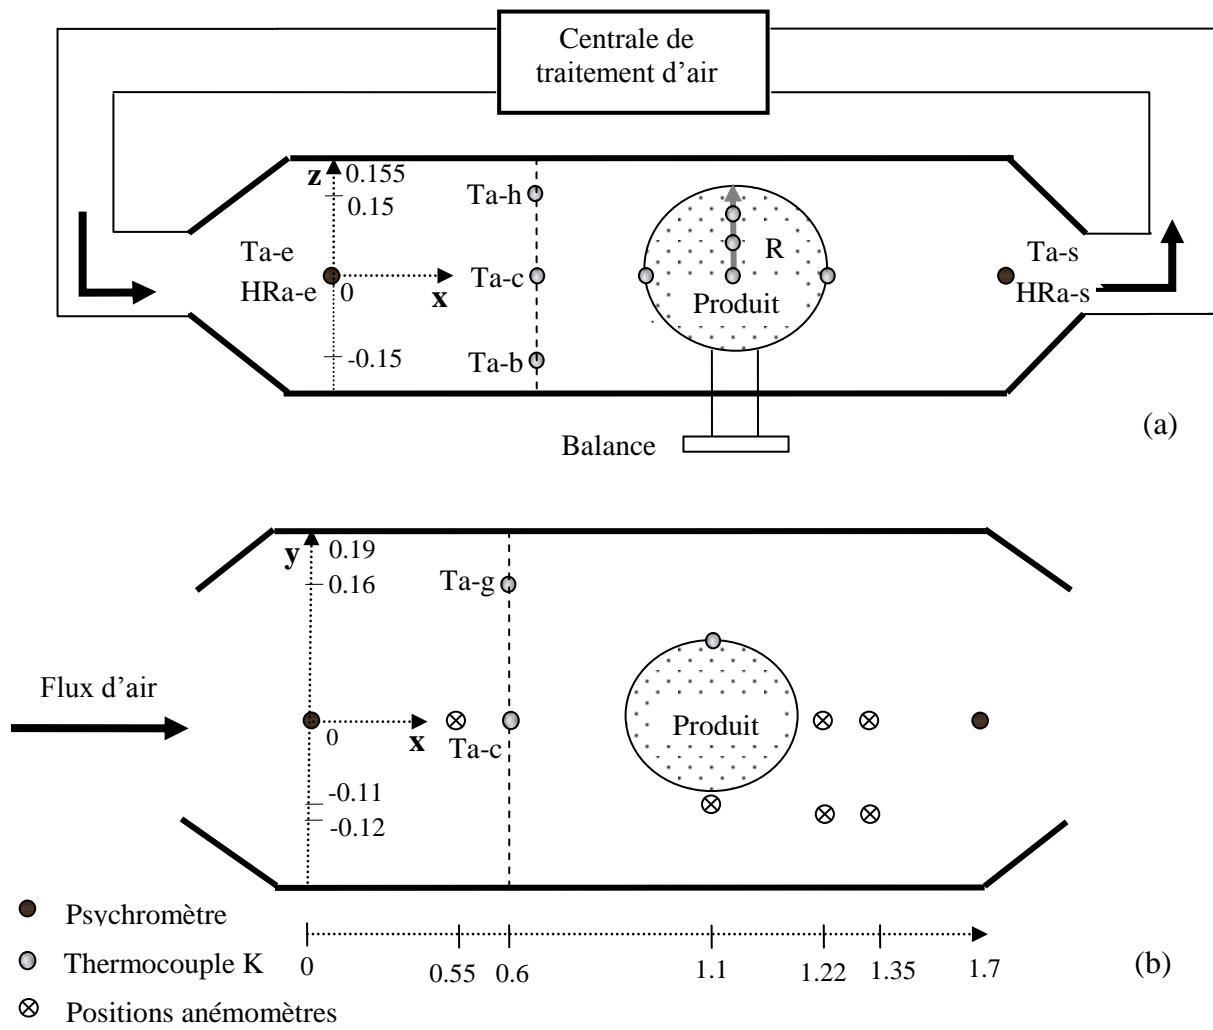 Centrale de
traitement d'air
z
0.155
0.15
Ta-h
Ta-e
HRa-e
0
x
Ta-c
R
Produit
Ta-s
HRa-s
-0.15
Ta-b
Balance
(a)
y
0.19
0.16
Ta-g
Flux d'air
0
x
Ta-c
Produit
-0.11
-0.12
Psychromètre
Thermocouple K
Positions anémomètres
0
0.55
0.6
1.1
1.22
1.35
1.7
(b)